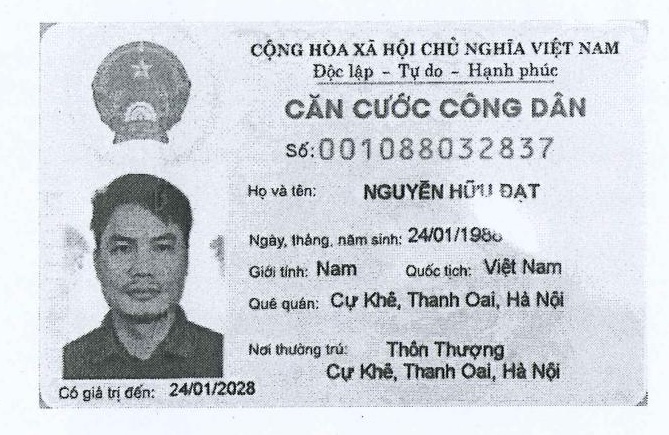 CỘNG HÒA XÃ HỘI CHỦ NGHĨA VIỆT NAM
Độc lập - Tự do - Hạnh phúc
CĂN CƯỚC CÔNG DÂN
Số: 001088032837
Họ và tên: NGUYỄN HỮU ĐẠT
Ngày, tháng, năm sinh: 24/01/1988
Giới tính: Nam Quốc tịch: Việt Nam
Quê quán: Cự Khê, Thanh Oai, Hà Nội
Nơi thường trú: Thôn Thượng
Cự Khê, Thanh Oai, Hà Nội
Có giá trị đến: 24/01/2028